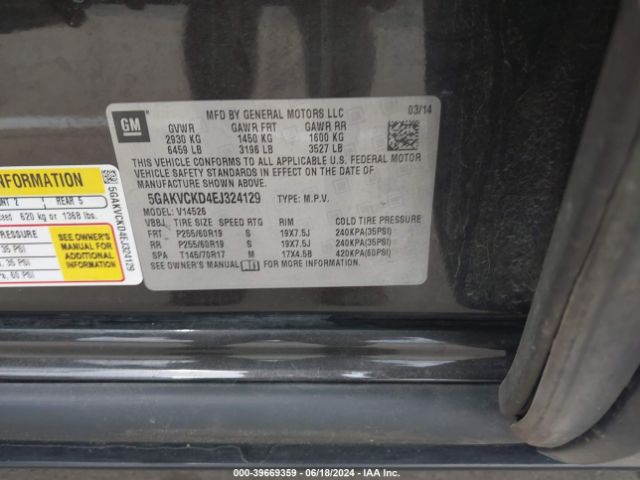 GM
MFD BY GENERAL MOTORS LLC 03/14
GVWR GAWR FRT GAWR RR
2930 KG 1450 KG 1600 KG
6459 LB 3196 LB 3527 LB
THIS VEHICLE CONFORMS TO ALL APPLICABLE U.S. FEDERAL MOTOR
VEHICLE SAFETY STANDARDS IN EFFECT ON THE DATE OF
MANUFACTURE SHOWN ABOVE.
5GAKVCKD4EJ324129 TYPE: M.P.V.
MODEL: V14526
VBBJ TIRE SIZE SPEED RTG RIM COLD TIRE PRESSURE
FRT P255/60R19 S 19X7.5J 240KPA(35PSI)
RR P255/60R19 S 19X7.5J 240KPA(35PSI)
SPA T145/70R17 M 17X4.5B 420KPA(60PSI)
SEE OWNER'S MANUAL FOR MORE INFORMATION.
INFORMATION
2 REAR 5
620 kg or 1368 lbs.
SEE OWNER'S
MANUAL FOR
ADDITIONAL
INFORMATION
35 PSI
35 PSI
60 PSI
5GAKVCKD4EJ324129
000-39669359 - 06/18/2024 - IAA Inc.